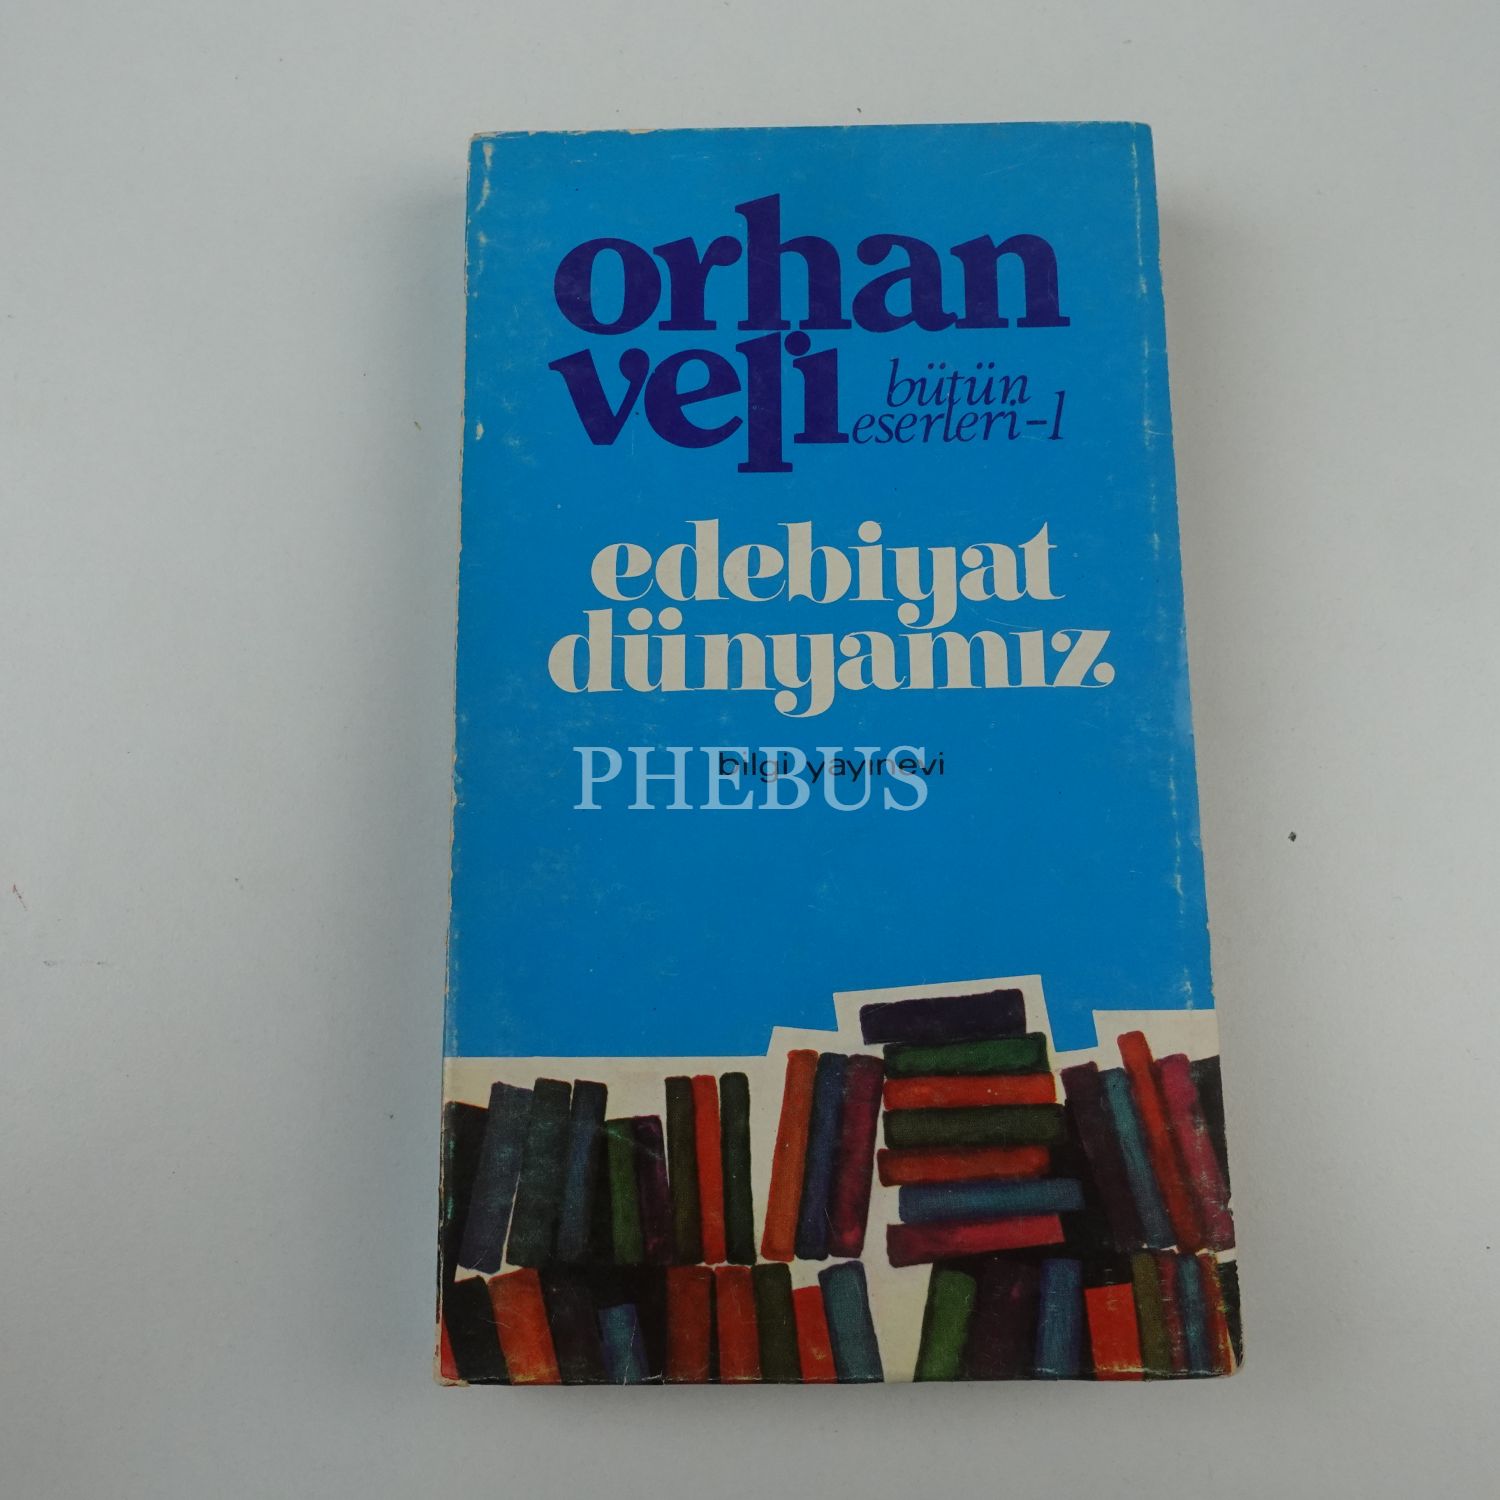 orhan
veli
bütün
eserleri-1
edebiyat
dünyamız
bilgi yayınevi
PHEBUS